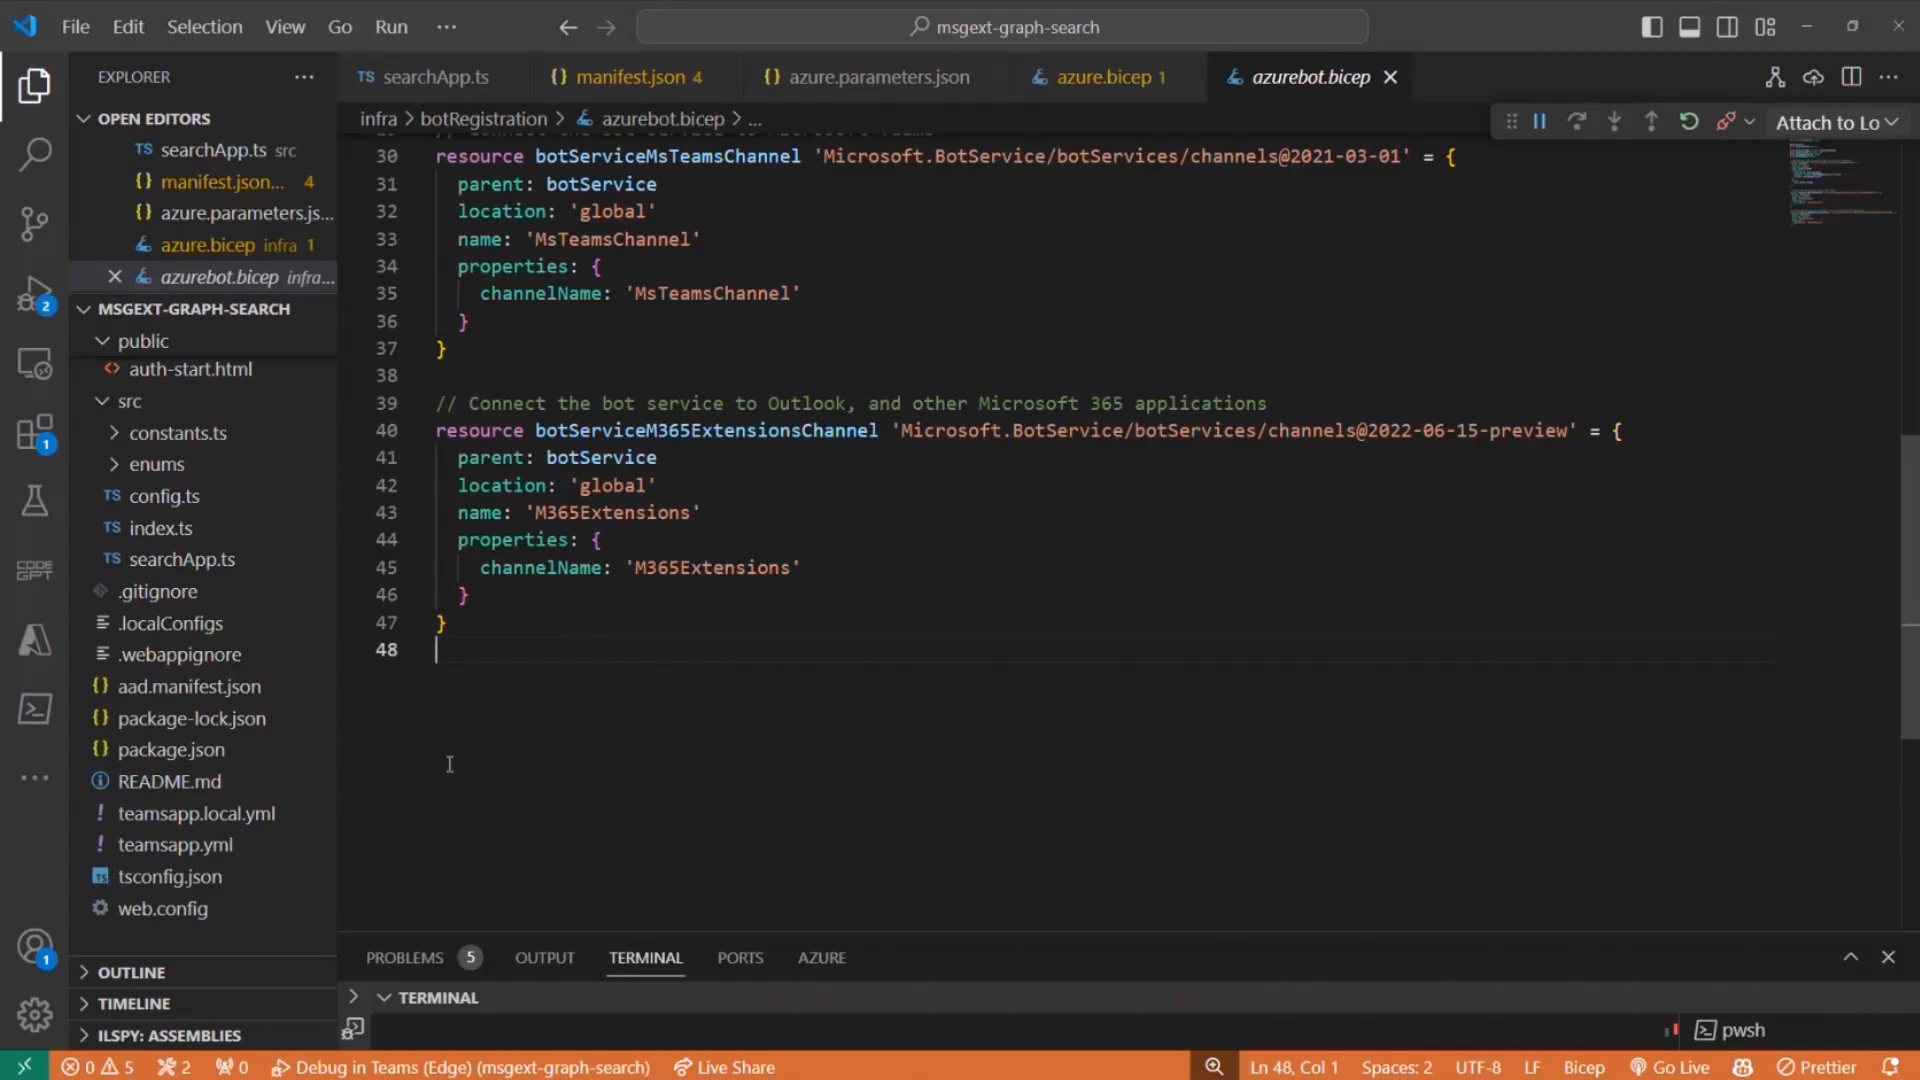 File Edit Selection View Go Run ···
msgext-graph-search
EXPLORER
searchApp.ts
manifest.json 4
azure.parameters.json
azure.bicep 1
azurebot.bicep
infra > botRegistration > azurebot.bicep > ...
Attach to Lo
OPEN EDITORS
searchApp.ts src
manifest.json... 4
azure.parameters.js...
azure.bicep infra 1
azurebot.bicep infra...
MSGEXT-GRAPH-SEARCH
public
auth-start.html
src
constants.ts
enums
config.ts
index.ts
searchApp.ts
.gitignore
.localConfigs
.webappignore
aad.manifest.json
package-lock.json
package.json
README.md
teamsapp.local.yml
teamsapp.yml
tsconfig.json
web.config
OUTLINE
TIMELINE
ILSPY: ASSEMBLIES
2
1
CODE
GPT
1
30 resource botServiceMsTeamsChannel 'Microsoft.BotService/botServices/channels@2021-03-01' = {
31 parent: botService
32 location: 'global'
33 name: 'MsTeamsChannel'
34 properties: {
35 channelName: 'MsTeamsChannel'
36 }
37 }
38
39 // Connect the bot service to Outlook, and other Microsoft 365 applications
40 resource botServiceM365ExtensionsChannel 'Microsoft.BotService/botServices/channels@2022-06-15-preview' = {
41 parent: botService
42 location: 'global'
43 name: 'M365Extensions'
44 properties: {
45 channelName: 'M365Extensions'
46 }
47 }
48
PROBLEMS 5 OUTPUT TERMINAL PORTS AZURE
TERMINAL
pwsh
0 5 2 0 Debug in Teams (Edge) (msgext-graph-search) Live Share
Ln 48, Col 1 Spaces: 2 UTF-8 LF Bicep Go Live Prettier